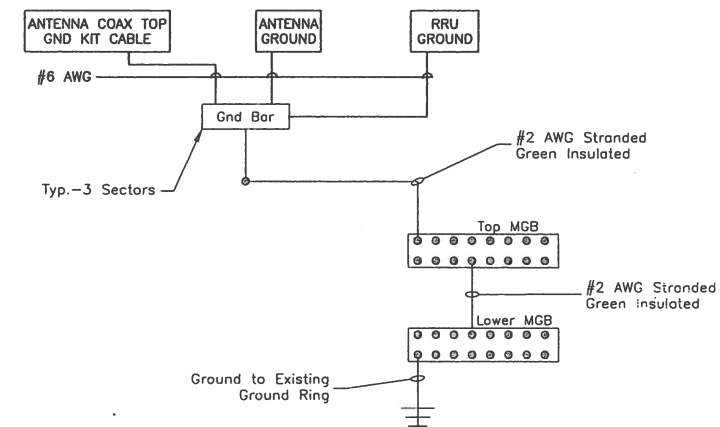 ANTENNA COAX TOP
GND KIT CABLE
ANTENNA
GROUND
RRU
GROUND
#6 AWG
Gnd Bar
#2 AWG Stranded
Green Insulated
Typ.-3 Sectors
Top MGB
#2 AWG Stranded
Green Insulated
Lower MGB
Ground to Existing
Ground Ring